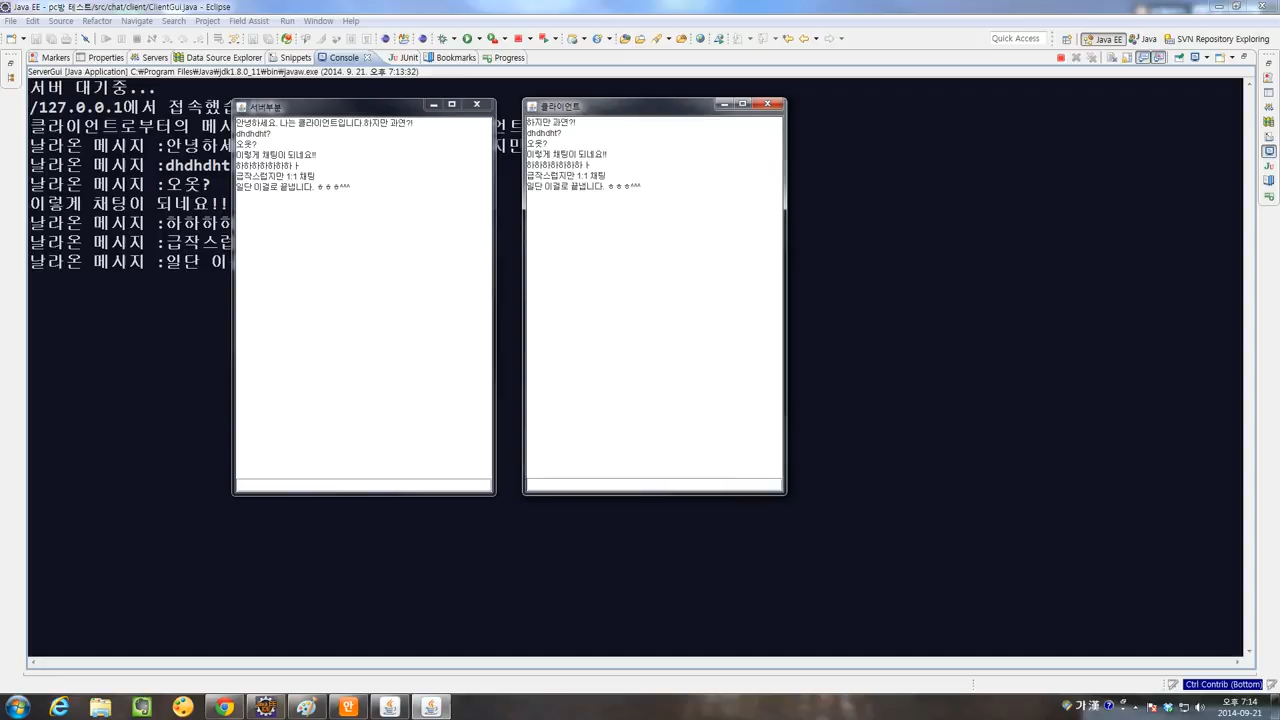 Java EE - pc방 테스트/src/chat/client/ClientGui.java - Eclipse
File Edit Source Refactor Navigate Search Project Field Assist Run Window Help
Quick Access Java EE Java SVN Repository Exploring
Markers Properties Servers Data Source Explorer Snippets Console JUnit Bookmarks Progress
ServerGui [Java Application] C:₩Program Files₩Java₩jdk1.8.0_11₩bin₩javaw.exe (2014. 9. 21. 오후 7:13:32)
서버 대기중...
/127.0.0.1에서 접속했
클라이언트로부터의 메시
날라온 메시지 :안녕하세
날라온 메시지 :dhdhdht
날라온 메시지 :오옷?
이렇게 채팅이 되네요!!
날라온 메시지 :하하하하
날라온 메시지 :급작스럽
날라온 메시지 :일단 이
서버부분
안녕하세요. 나는 클라이언트입니다.하지만 과연?!
dhdhdht?
오옷?
이렇게 채팅이 되네요!!
하하하하하하하ㅏ
급작스럽지만 1:1 채팅
일단 이걸로 끝냅니다. ㅎㅎㅎ^^^
클라이언트
하지만 과연?!
dhdhdht?
오옷?
이렇게 채팅이 되네요!!
하하하하하하하ㅏ
급작스럽지만 1:1 채팅
일단 이걸로 끝냅니다. ㅎㅎㅎ^^^
Ctrl Contrib (Bottom)
가 漢
오후 7:14
2014-09-21